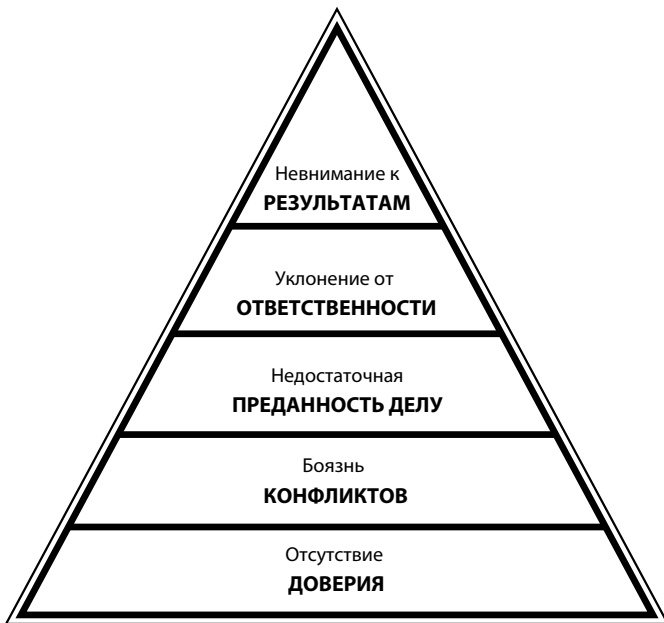 Невнимание к
РЕЗУЛЬТАТАМ
Уклонение от
ОТВЕТСТВЕННОСТИ
Недостаточная
ПРЕДАННОСТЬ ДЕЛУ
Боязнь
КОНФЛИКТОВ
Отсутствие
ДОВЕРИЯ